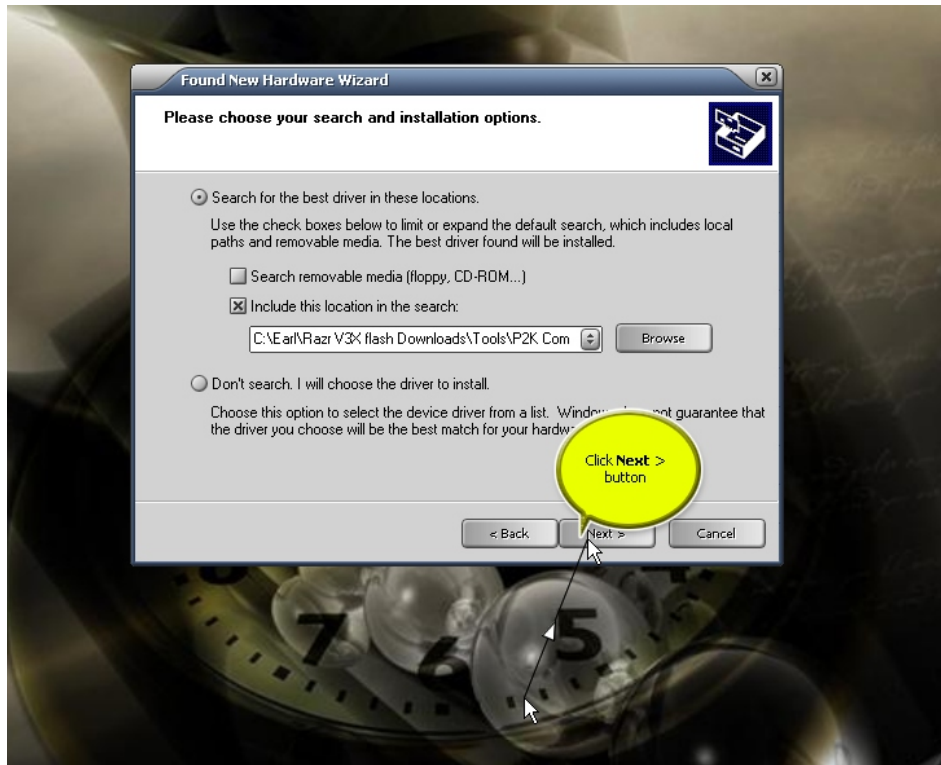 Found New Hardware Wizard
Please choose your search and installation options.
Search for the best driver in these locations.
Use the check boxes below to limit or expand the default search, which includes local
paths and removable media. The best driver found will be installed.
Search removable media (floppy, CD-ROM...)
Include this location in the search:
C:\Earl\Razr V3X flash Downloads\Tools\P2K Com
Browse
Don't search. I will choose the driver to install.
Choose this option to select the device driver from a list. not guarantee that
the driver you choose will be the best match for your
Click Next >
button
< Back
Next >
Cancel
7
6
5